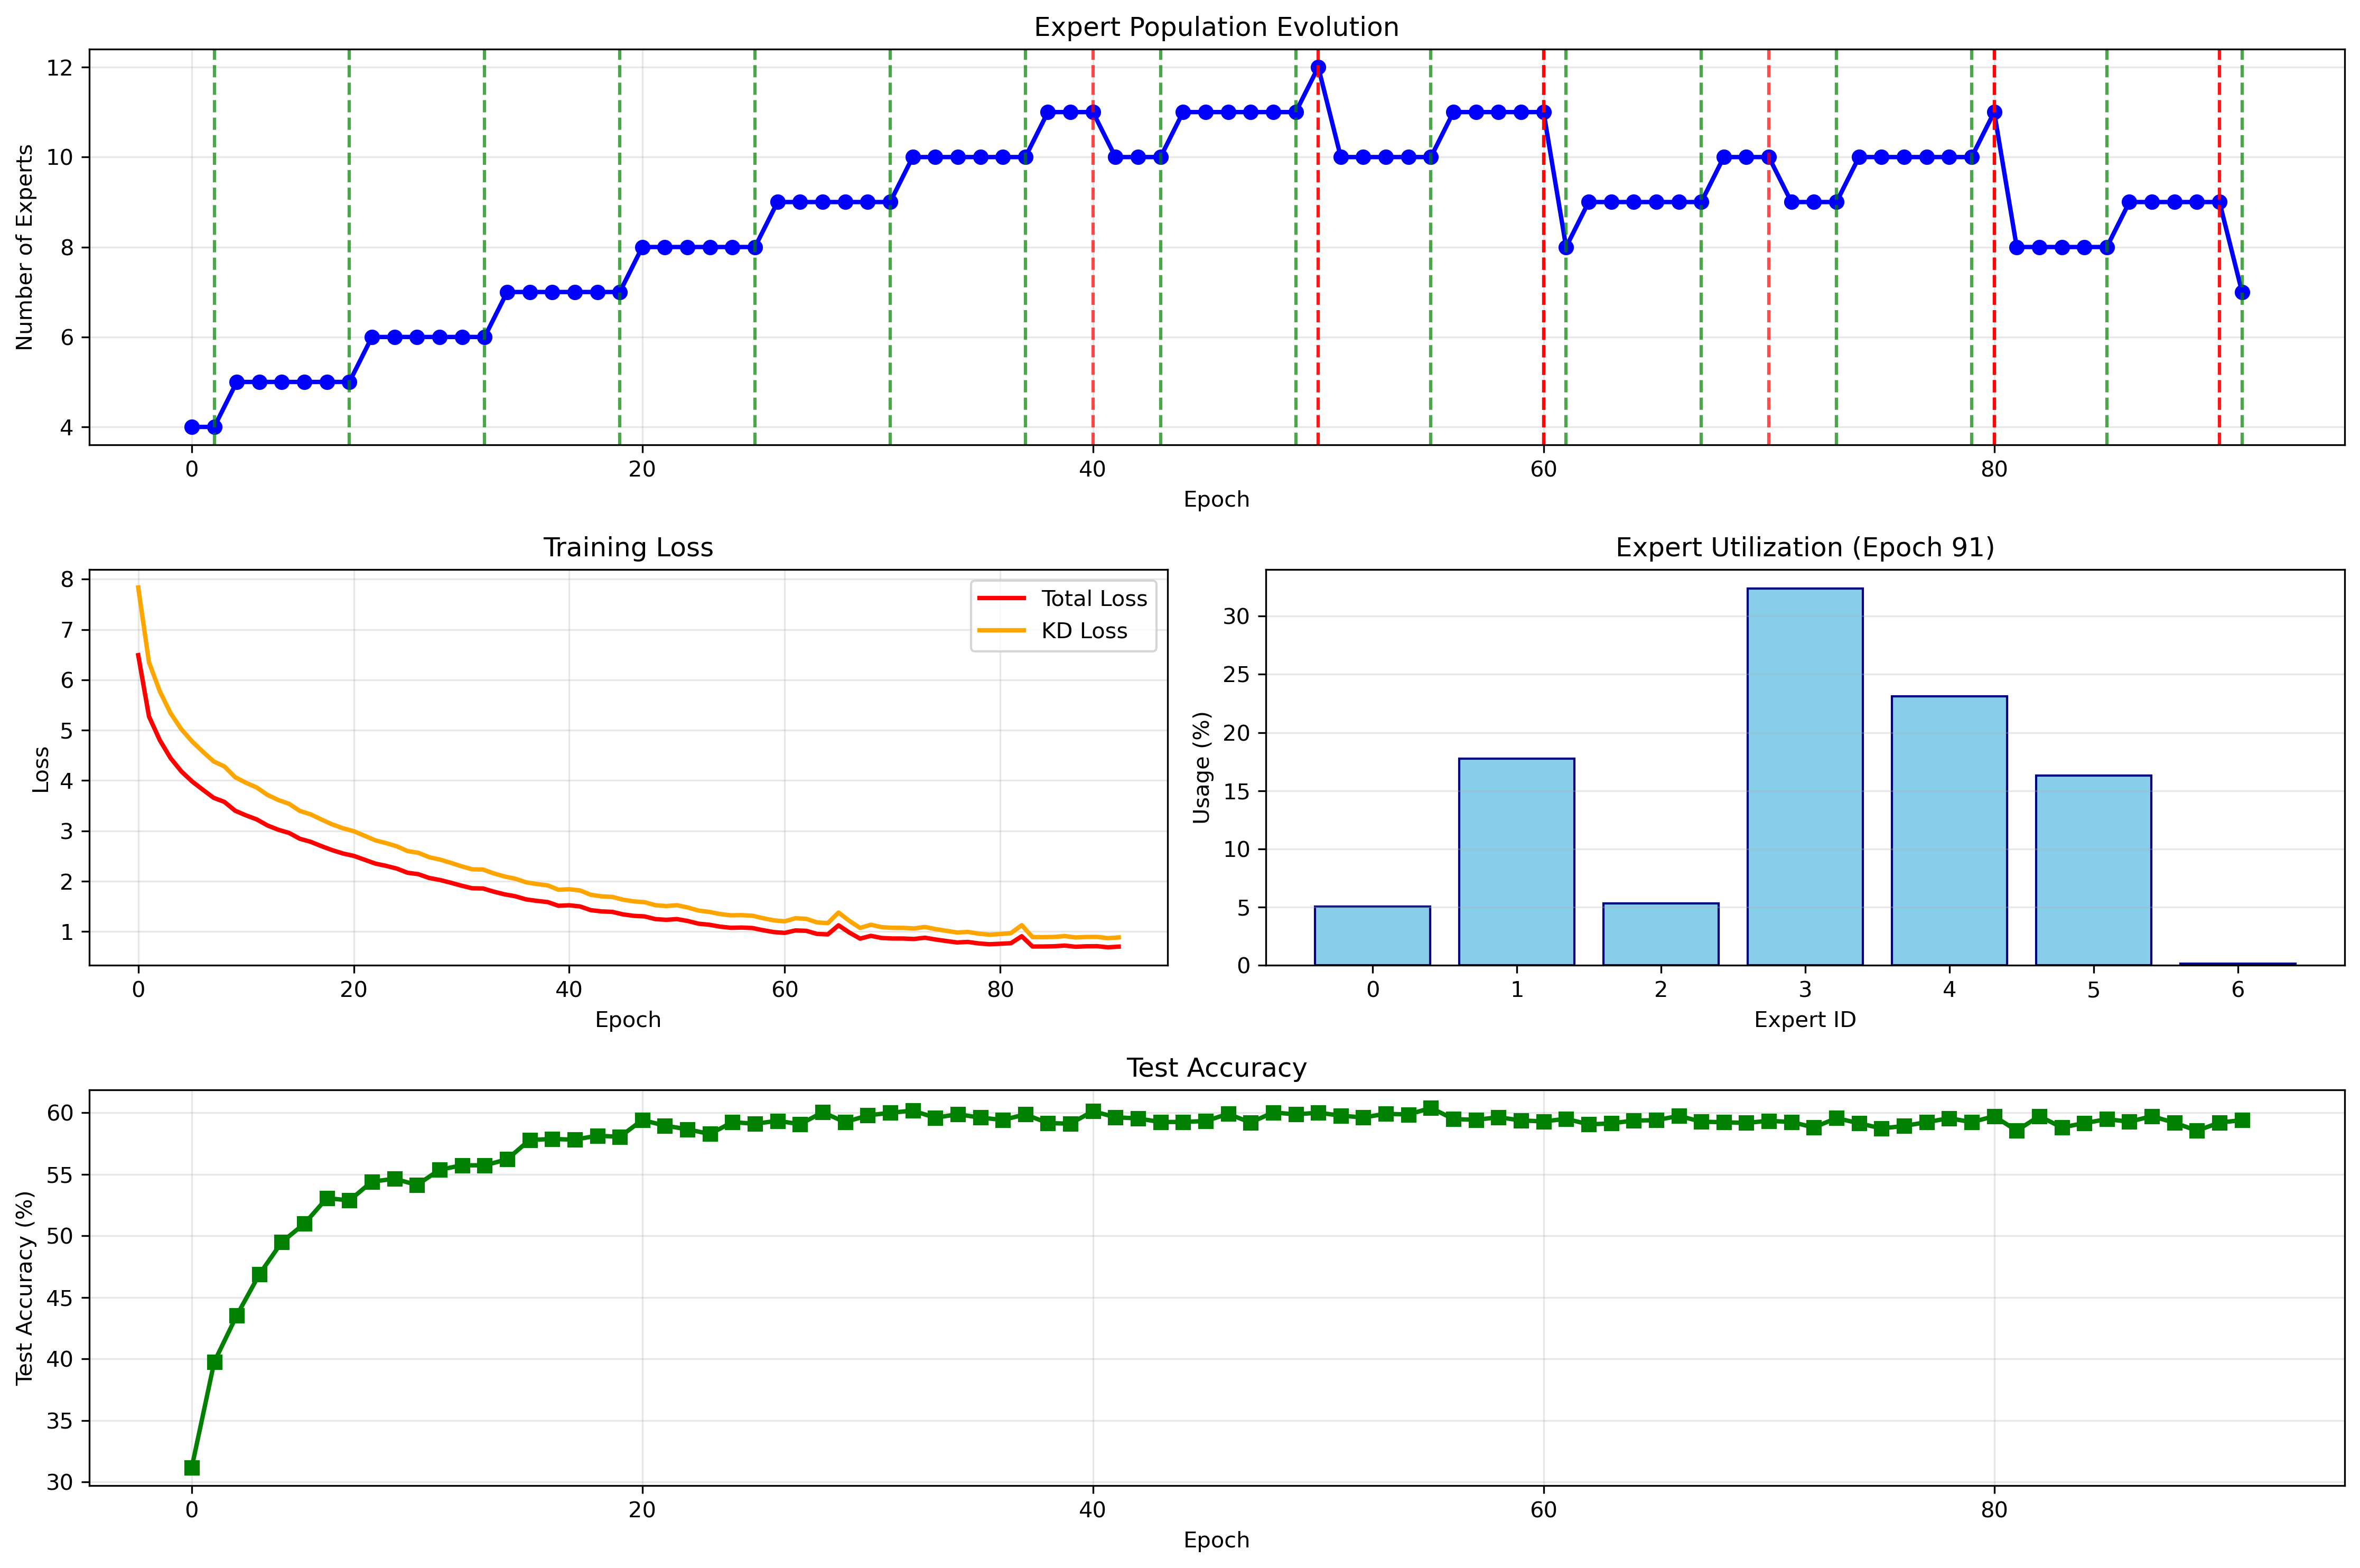 Expert Population Evolution
Number of Experts
12
10
8
6
4
0 20 40 60 80
Epoch
Training Loss
Loss
8
7
6
5
4
3
2
1
Total Loss
KD Loss
0 20 40 60 80
Epoch
Expert Utilization (Epoch 91)
Usage (%)
30
25
20
15
10
5
0
0 1 2 3 4 5 6
Expert ID
Test Accuracy
Test Accuracy (%)
60
55
50
45
40
35
30
0 20 40 60 80
Epoch